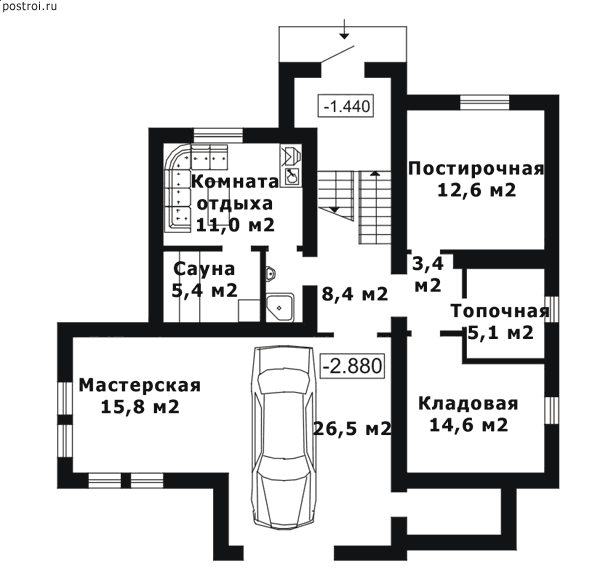 postroi.ru
-1.440
Постирочная
12,6 м2
Комната
отдыха
11,0 м2
Сауна
5,4 м2
8,4 м2
3,4
м2
Топочная
5,1 м2
-2.880
Мастерская
15,8 м2
26,5 м2
Кладовая
14,6 м2